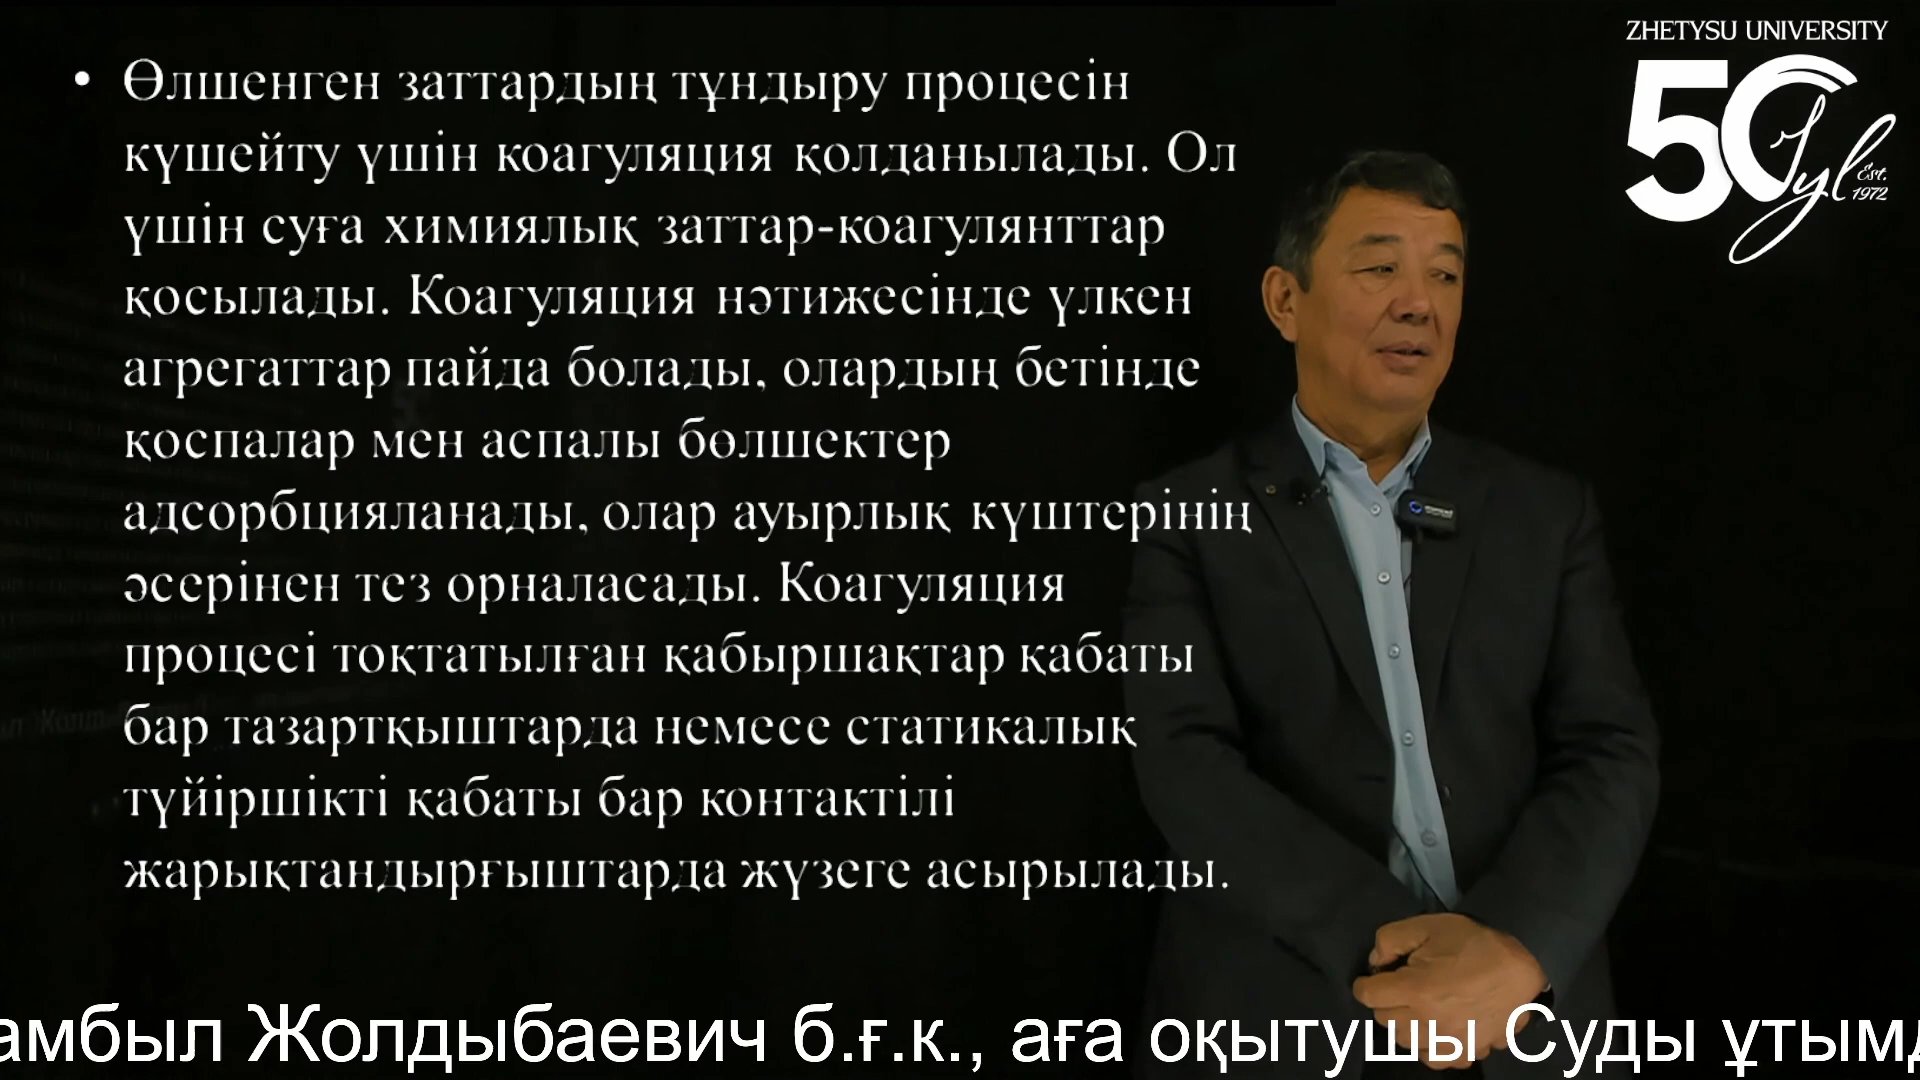 ZHETYSU UNIVERSITY
50
Jyl
Est.
1972
• Өлшенген заттардың тұндыру процесін
күшейту үшін коагуляция қолданылады. Ол
үшін суға химиялық заттар-коагулянттар
қосылады. Коагуляция нәтижесінде үлкен
агрегаттар пайда болады, олардың бетінде
қоспалар мен аспалы бөлшектер
адсорбцияланады, олар ауырлық күштерінің
әсерінен тез орналасады. Коагуляция
процесі тоқтатылған қабыршақтар қабаты
бар тазартқыштарда немесе статикалық
түйіршікті қабаты бар контактілі
жарықтандырғыштарда жүзеге асырылады.
амбыл Жолдыбаевич б.ғ.к., аға оқытушы Суды ұтымд